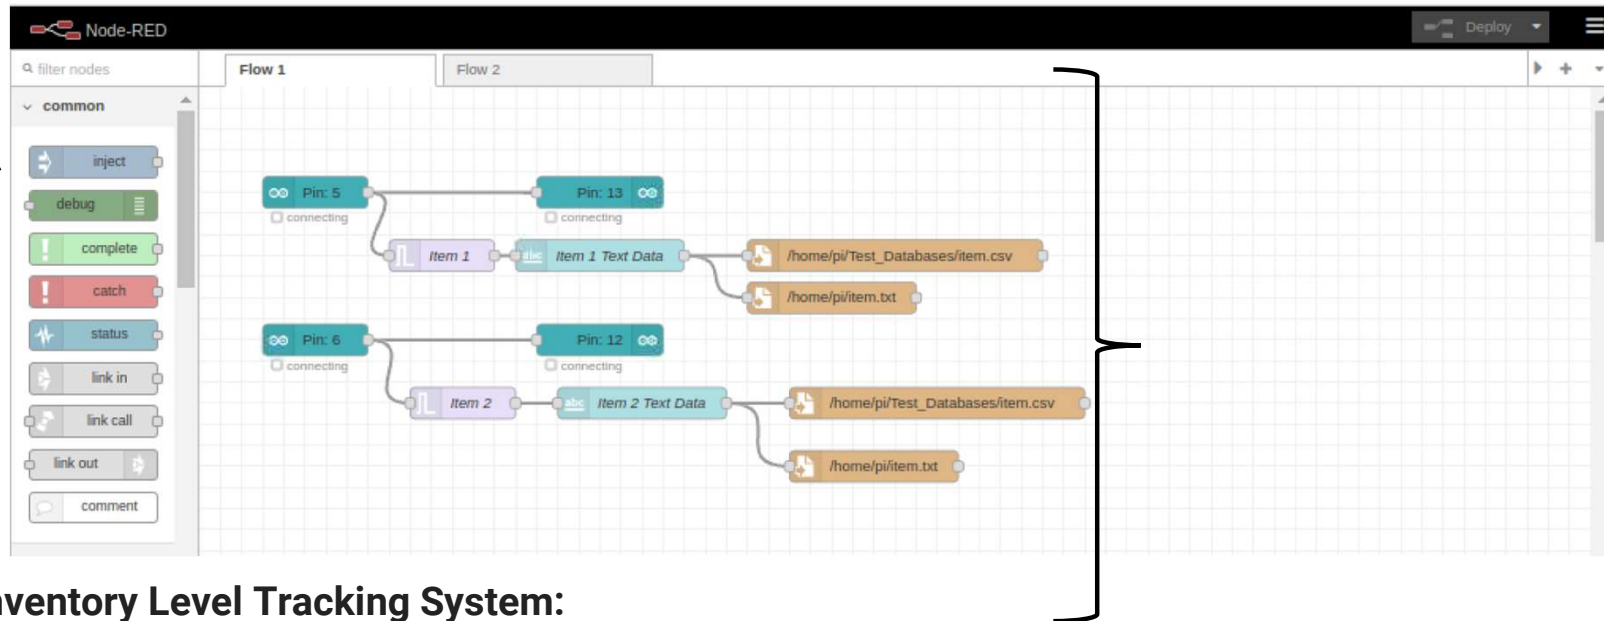 Node-RED
Deploy
filter nodes
Flow 1
Flow 2
common
inject
debug
complete
catch
status
link in
link call
link out
comment
Pin: 5
Pin: 13
connecting
connecting
Item 1
abc
Item 1 Text Data
/home/pi/Test_Databases/item.csv
/home/pi/item.txt
Pin: 6
Pin: 12
connecting
connecting
Item 2
abc
Item 2 Text Data
/home/pi/Test_Databases/item.csv
/home/pi/item.txt
nventory Level Tracking System: